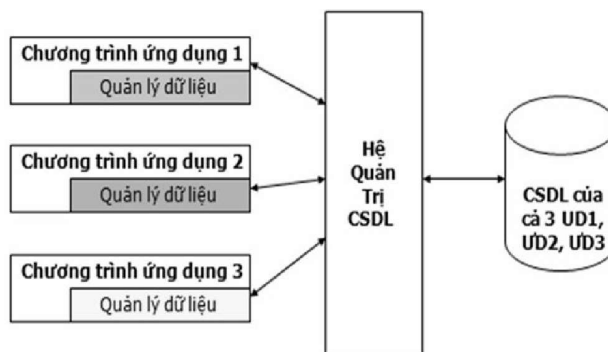 Chương trình ứng dụng 1
Quản lý dữ liệu
Chương trình ứng dụng 2
Quản lý dữ liệu
Chương trình ứng dụng 3
Quản lý dữ liệu
Hệ
Quản
Trị
CSDL
CSDL của
cả 3 UD1,
ƯD2, ƯD3